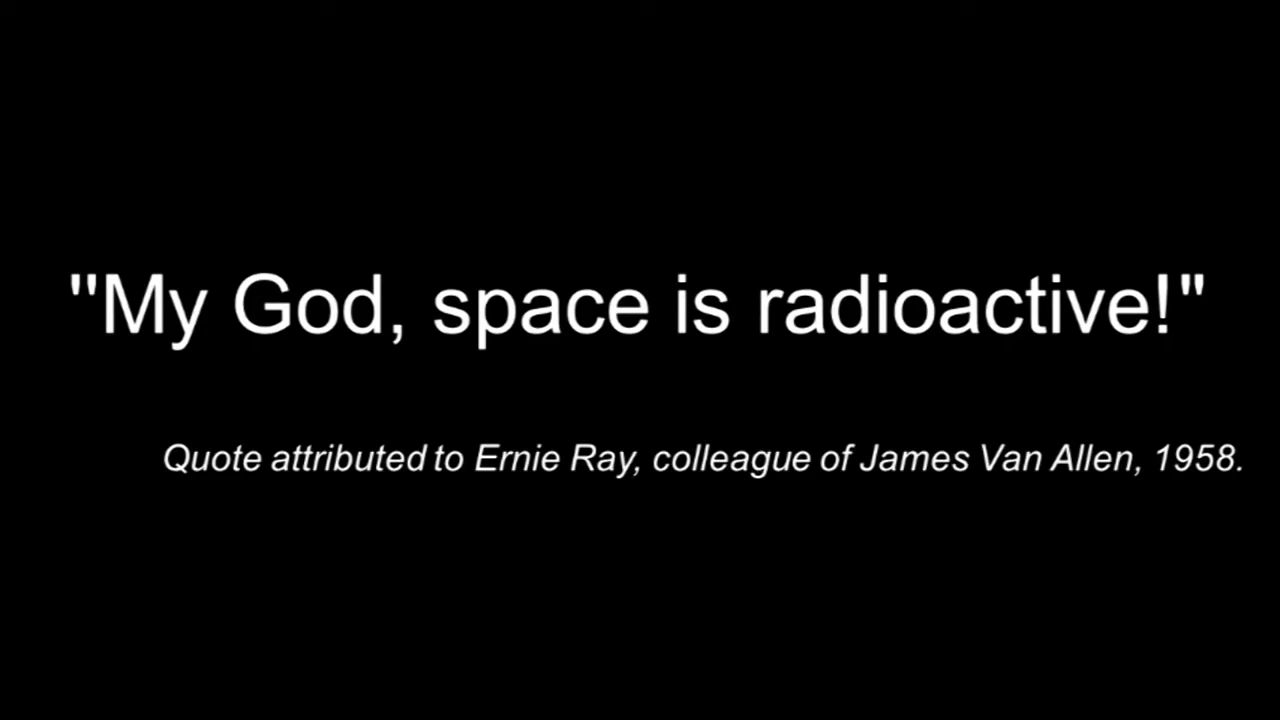 "My God, space is radioactive!"
Quote attributed to Ernie Ray, colleague of James Van Allen, 1958.